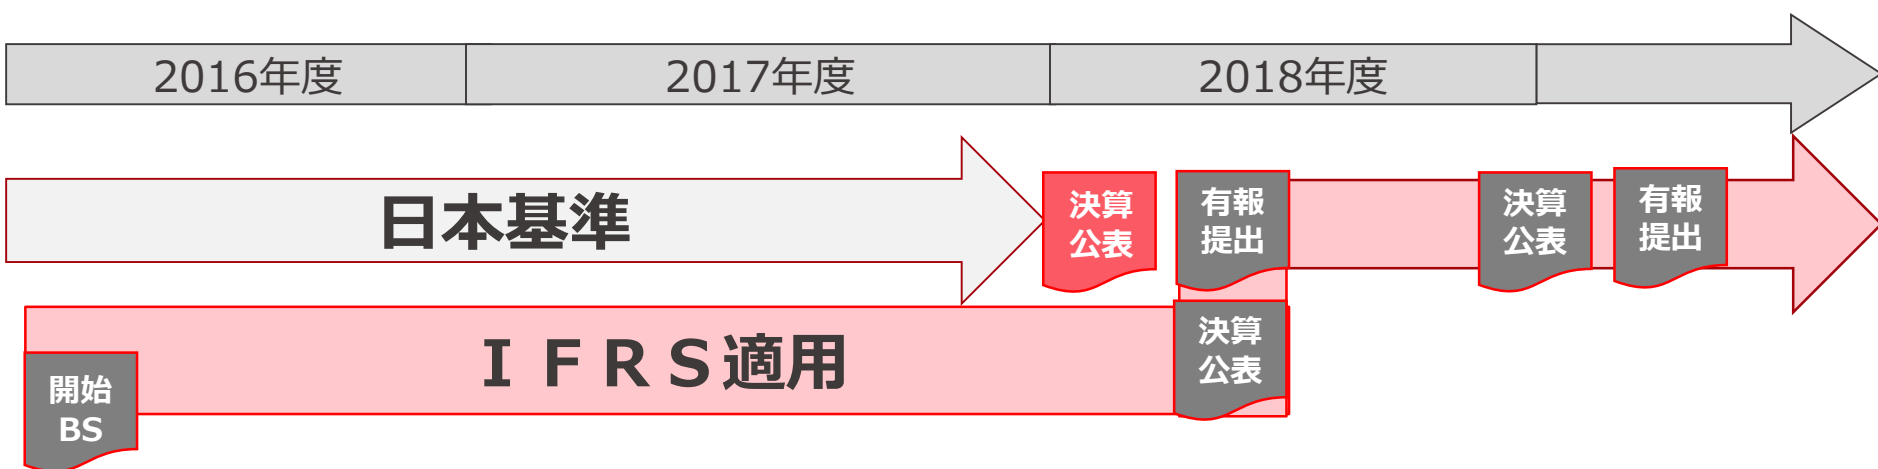 2016年度
2017年度
2018年度
日本基準
決算
公表
有報
提出
決算
公表
有報
提出
ＩＦＲＳ適用
決算
公表
開始
BS